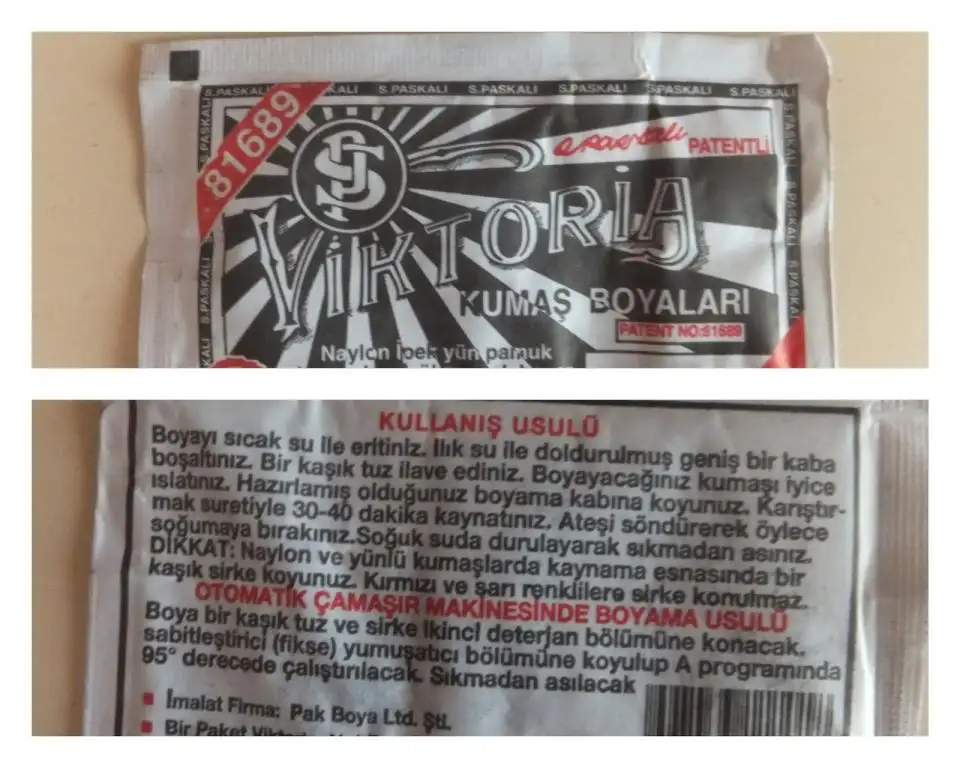 S.PASKALI S.PASKALI S.PASKALI S.PASKALI S.PASKALI S.PASKALI
81689
S.PASKALI
PATENTLİ
VİKTORİA
KUMAŞ BOYALARI
PATENT NO:81689
Naylon İpek yün pamuk
KULLANIŞ USULÜ
Boyayı sıcak su ile eritiniz. Ilık su ile doldurulmuş geniş bir kaba
boşaltınız. Bir kaşık tuz ilave ediniz. Boyayacağınız kumaşı iyice
ıslatınız. Hazırlamış olduğunuz boyama kabına koyunuz. Karıştır-
mak suretiyle 30-40 dakika kaynatınız. Ateşi söndürerek öylece
soğumaya bırakınız.Soğuk suda durulayarak sıkmadan asınız.
DİKKAT: Naylon ve yünlü kumaşlarda kaynama esnasında bir
kaşık sirke koyunuz. Kırmızı ve sarı renklilere sirke konulmaz.
OTOMATİK ÇAMAŞIR MAKİNESİNDE BOYAMA USULÜ
Boya bir kaşık tuz ve sirke ikinci deterjan bölümüne konacak.
sabitleştirici (fikse) yumuşatıcı bölümüne koyulup A programında
95° derecede çalıştırılacak. Sıkmadan asılacak
İmalat Firma: Pak Boya Ltd. Şti.
Bir Paket